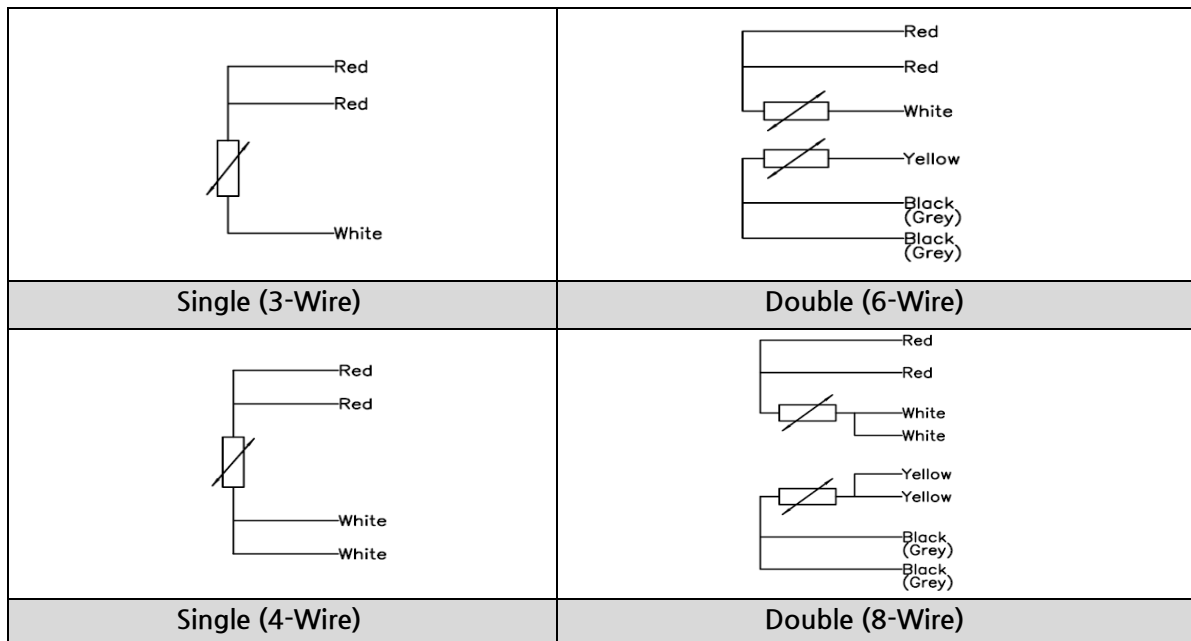 Red
Red
White
Single (3-Wire)
Red
Red
White
Yellow
Black
(Grey)
Black
(Grey)
Double (6-Wire)
Red
Red
White
White
Single (4-Wire)
Red
Red
White
White
Yellow
Yellow
Black
(Grey)
Black
(Grey)
Double (8-Wire)